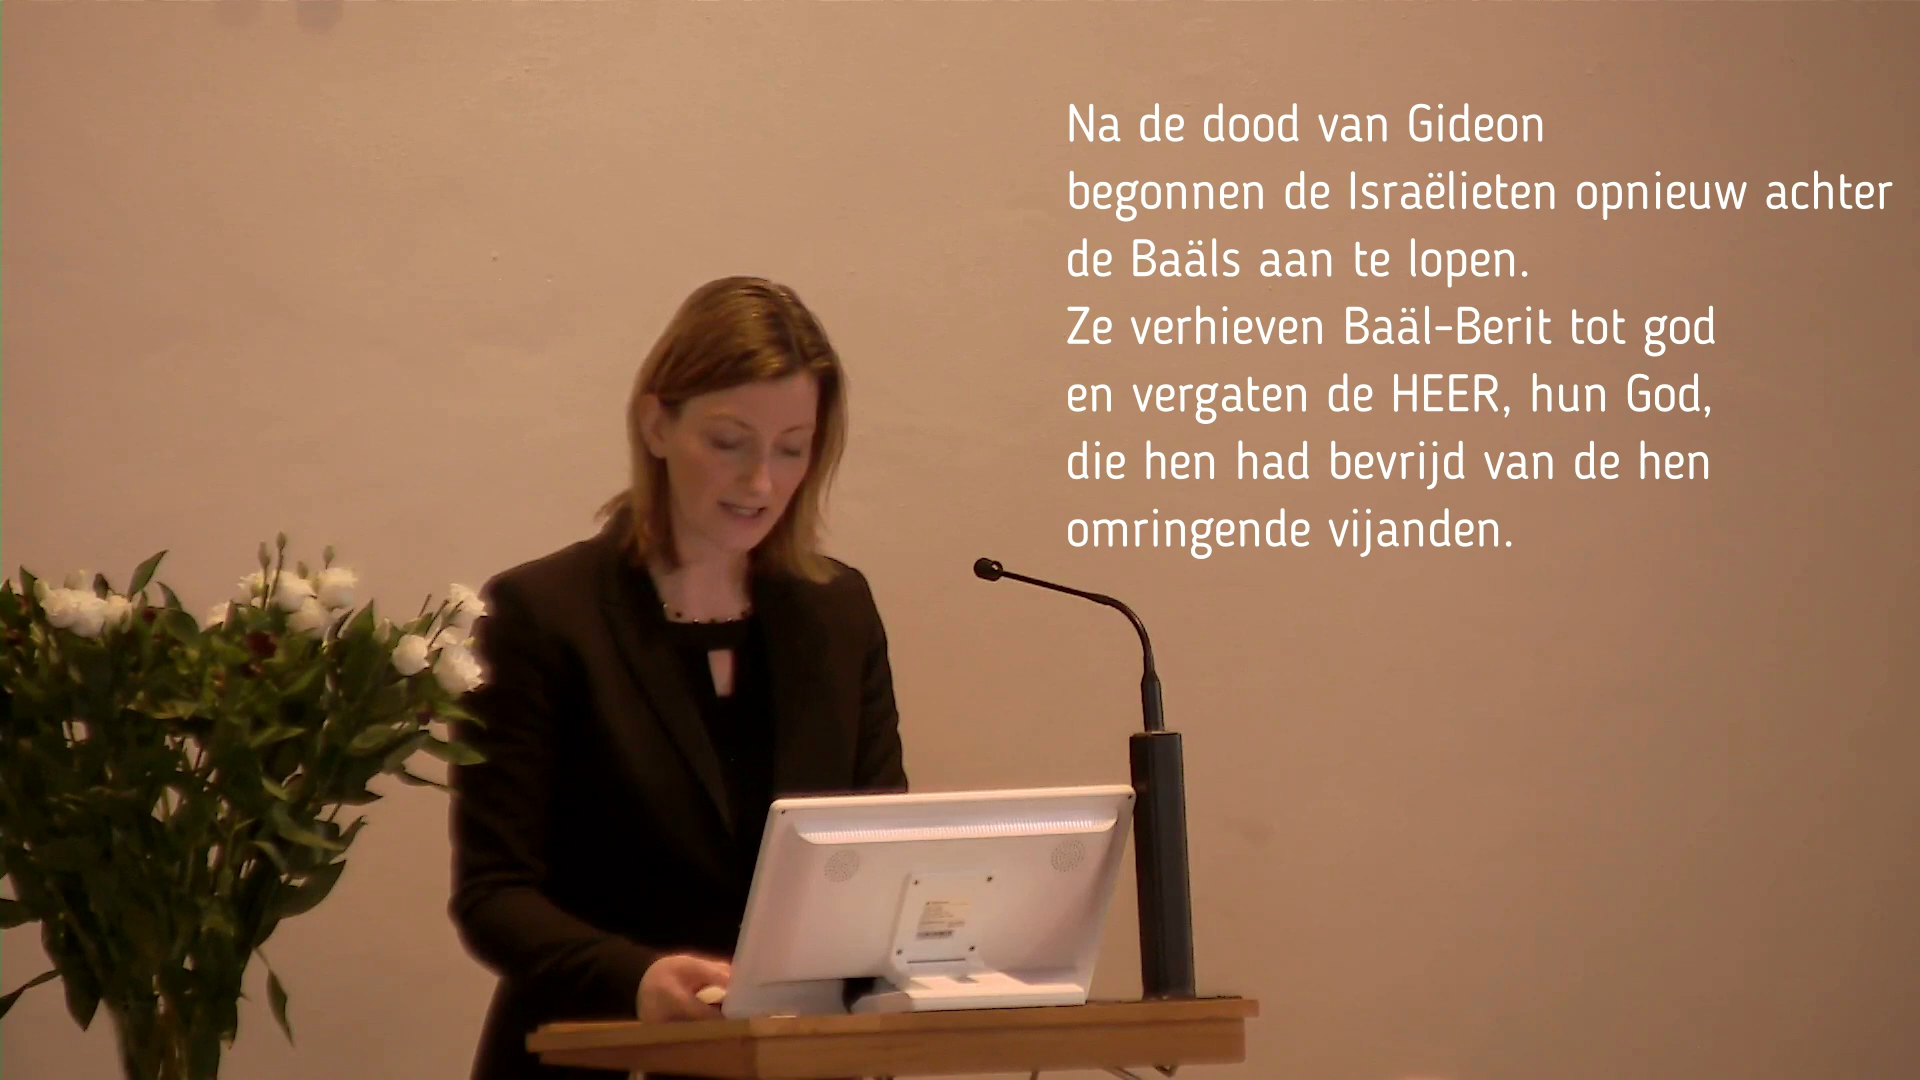 Na de dood van Gideon
begonnen de Israëlieten opnieuw achter
de Baäls aan te lopen.
Ze verhieven Baäl-Berit tot god
en vergaten de HEER, hun God,
die hen had bevrijd van de hen
omringende vijanden.